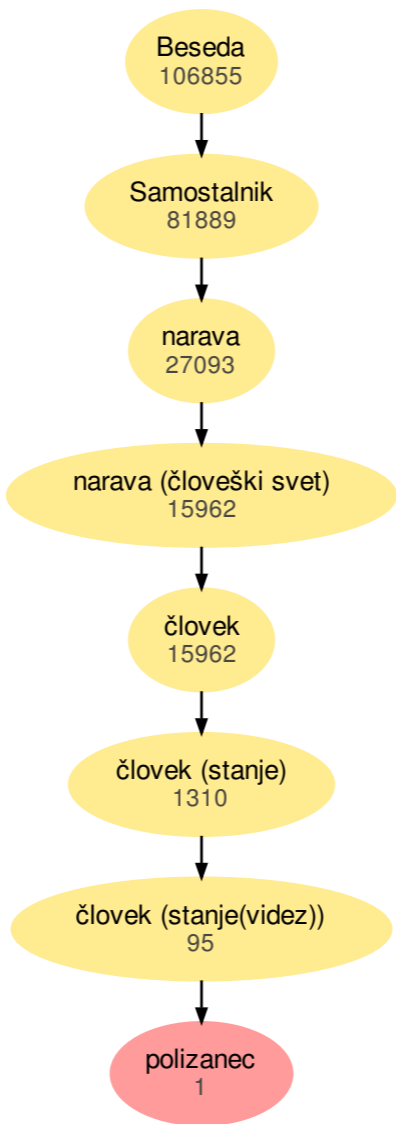 Beseda
106855
Samostalnik
81889
narava
27093
narava (človeški svet)
15962
človek
15962
človek (stanje)
1310
človek (stanje(videz))
95
polizanec
1